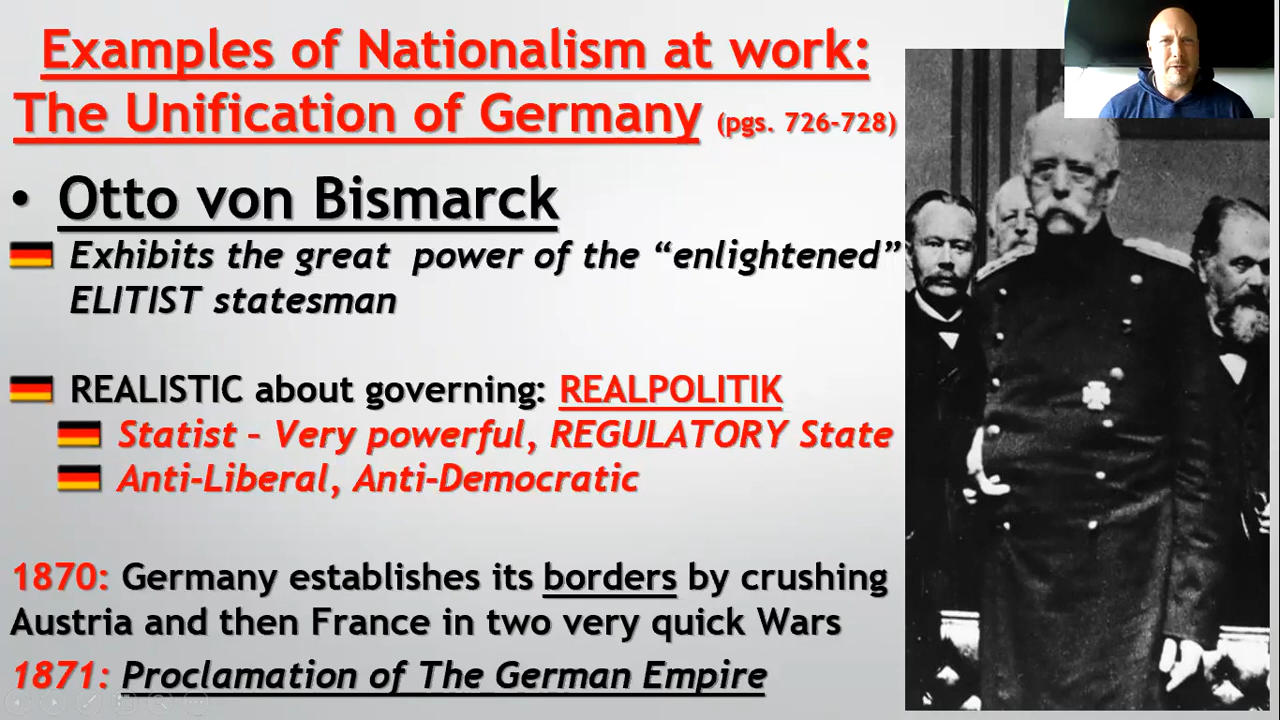 Examples of Nationalism at work:
The Unification of Germany (pgs. 726-728)
• Otto von Bismarck
Exhibits the great power of the “enlightened”
ELITIST statesman
REALISTIC about governing: REALPOLITIK
Statist – Very powerful, REGULATORY State
Anti-Liberal, Anti-Democratic
1870: Germany establishes its borders by crushing
Austria and then France in two very quick Wars
1871: Proclamation of The German Empire